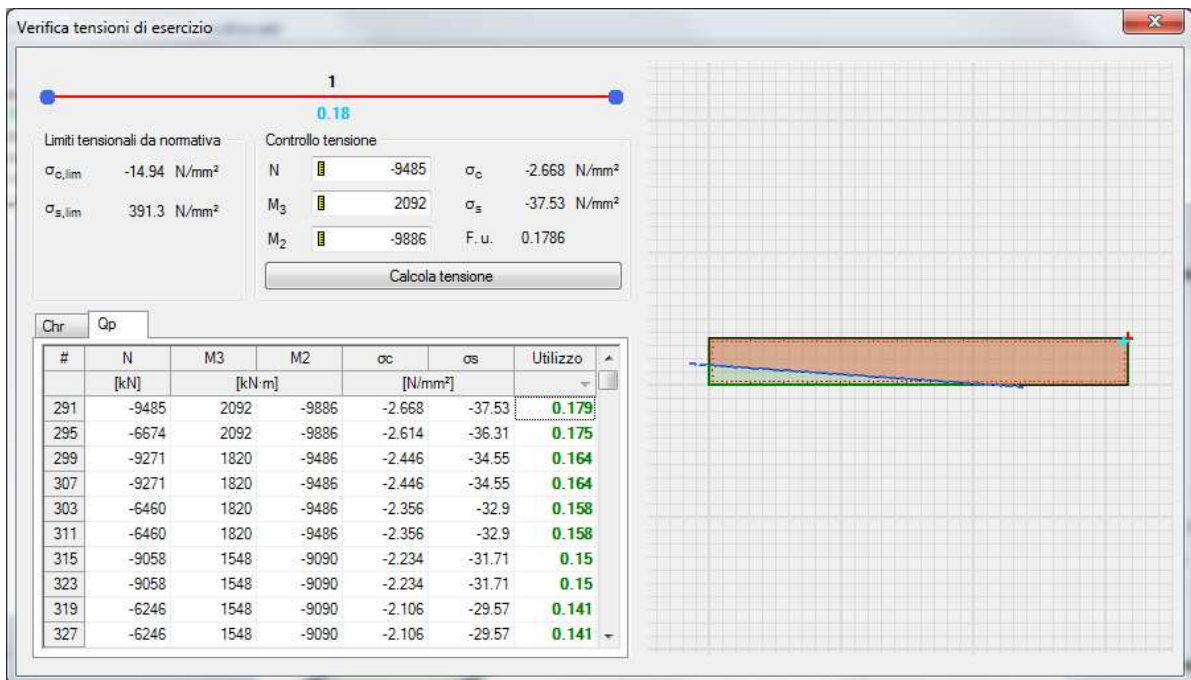 Verifica tensioni di esercizio
1
0.18
Limiti tensionali da normativa
σc,lim -14.94 N/mm²
σs,lim 391.3 N/mm²
Controllo tensione
N -9485 σc -2.668 N/mm²
M3 2092 σs -37.53 N/mm²
M2 -9886 F. u. 0.1786
Calcola tensione
Chr Qp
# N M3 M2 σc σs Utilizzo
[kN] [kN·m] [N/mm²]
291 -9485 2092 -9886 -2.668 -37.53 0.179
295 -6674 2092 -9886 -2.614 -36.31 0.175
299 -9271 1820 -9486 -2.446 -34.55 0.164
307 -9271 1820 -9486 -2.446 -34.55 0.164
303 -6460 1820 -9486 -2.356 -32.9 0.158
311 -6460 1820 -9486 -2.356 -32.9 0.158
315 -9058 1548 -9090 -2.234 -31.71 0.15
323 -9058 1548 -9090 -2.234 -31.71 0.15
319 -6246 1548 -9090 -2.106 -29.57 0.141
327 -6246 1548 -9090 -2.106 -29.57 0.141